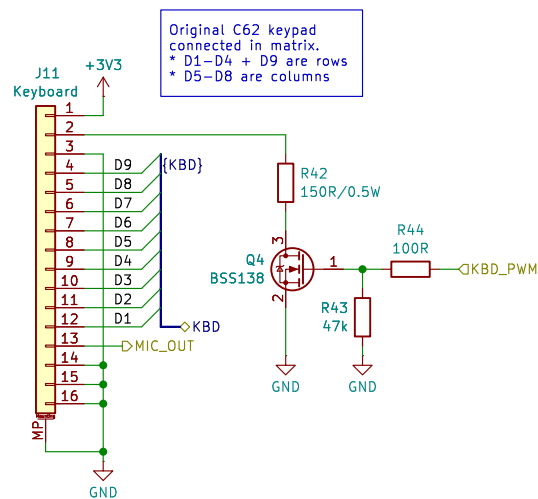 Original C62 keypad
connected in matrix.
* D1-D4 + D9 are rows
* D5-D8 are columns
J11
Keyboard
+3V3
1
2
3
4
5
6
7
8
9
10
11
12
13
14
15
16
MP
D9
D8
D7
D6
D5
D4
D3
D2
D1
{KBD}
KBD
MIC_OUT
GND
R42
150R/0.5W
Q4
BSS138
3
1
2
GND
R44
100R
KBD_PWM
R43
47k
GND